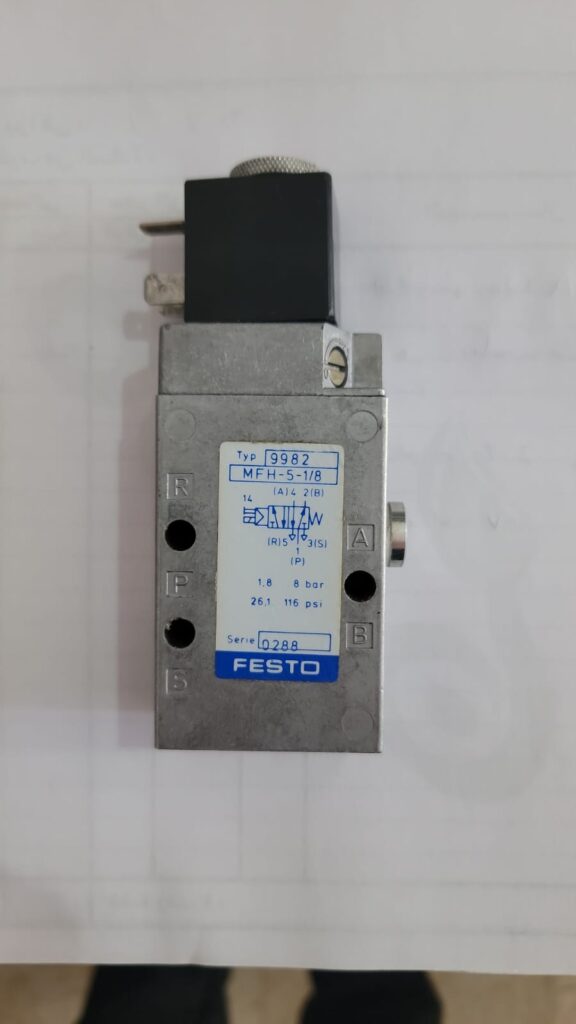 Typ 9982
MFH-5-1/8
(A)4 2(B)
14
(R)5 3(S)
1
(P)
1,8 8 bar
26,1 116 psi
Serie 0288
FESTO
R
P
S
A
B